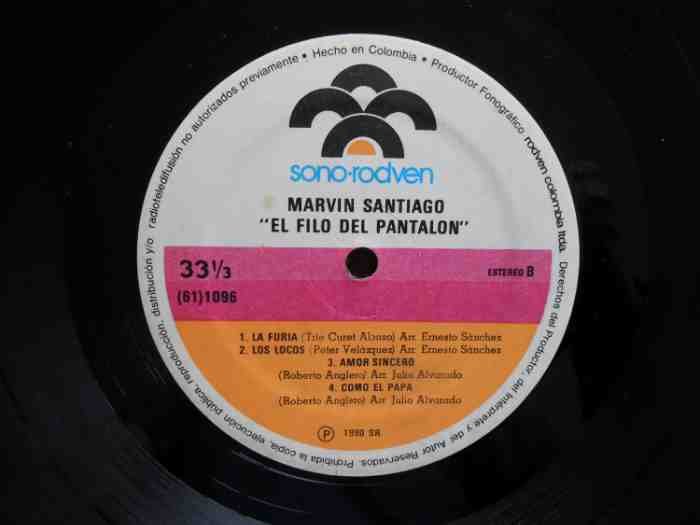 radioteledifusión no autorizados previamente • Hecho en Colombia • Productor Fonográfico rodven colombia ltda. Derechos del Productor, del Intérprete y del Autor Reservados. Prohibida la copia, ejecución pública, reproducción, distribución y/o
sono·rodven
MARVIN SANTIAGO
"EL FILO DEL PANTALON"
33⅓
ESTEREO B
(61)1096
1. LA FURIA (Tite Curet Alonso) Arr. Ernesto Sánchez
2. LOS LOCOS (Peter Velázquez) Arr. Ernesto Sánchez
3. AMOR SINCERO
(Roberto Anglero) Arr. Julio Alvarado
4. COMO EL PAPA
(Roberto Anglero) Arr. Julio Alvarado
Ⓟ 1990 SR